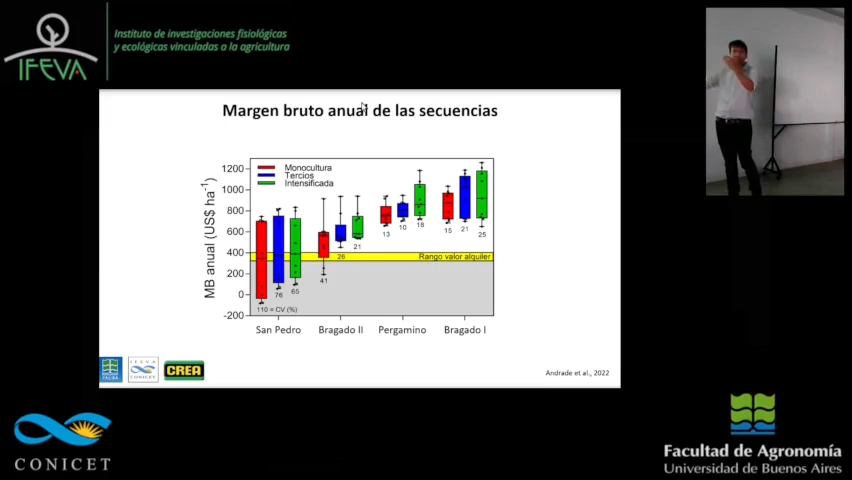 IFEVA
Instituto de investigaciones fisiológicas
y ecológicas vinculadas a la agricultura
Margen bruto anual de las secuencias
MB anual (US$ ha⁻¹)
1200
1000
800
600
400
200
0
-200
Monocultura
Tercios
Intensificada
Rango valor alquiler
110 = CV (%)
76
65
41
26
21
13
10
18
15
21
25
San Pedro
Bragado II
Pergamino
Bragado I
IFEVA
CONICET
CREA
Andrade et al., 2022
CONICET
Facultad de Agronomía
Universidad de Buenos Aires